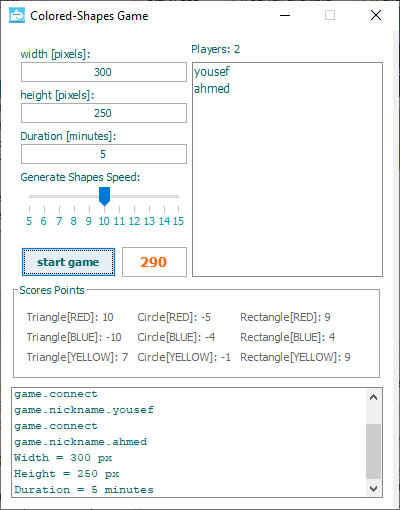 Colored-Shapes Game
width [pixels]:
300
height [pixels]:
250
Duration [minutes]:
5
Generate Shapes Speed:
5 6 7 8 9 10 11 12 13 14 15
start game
290
Players: 2
yousef
ahmed
Scores Points
Triangle[RED]: 10 Circle[RED]: -5 Rectangle[RED]: 9
Triangle[BLUE]: -10 Circle[BLUE]: -4 Rectangle[BLUE]: 4
Triangle[YELLOW]: 7 Circle[YELLOW]: -1 Rectangle[YELLOW]: 9
game.connect
game.nickname.yousef
game.connect
game.nickname.ahmed
Width = 300 px
Height = 250 px
Duration = 5 minutes